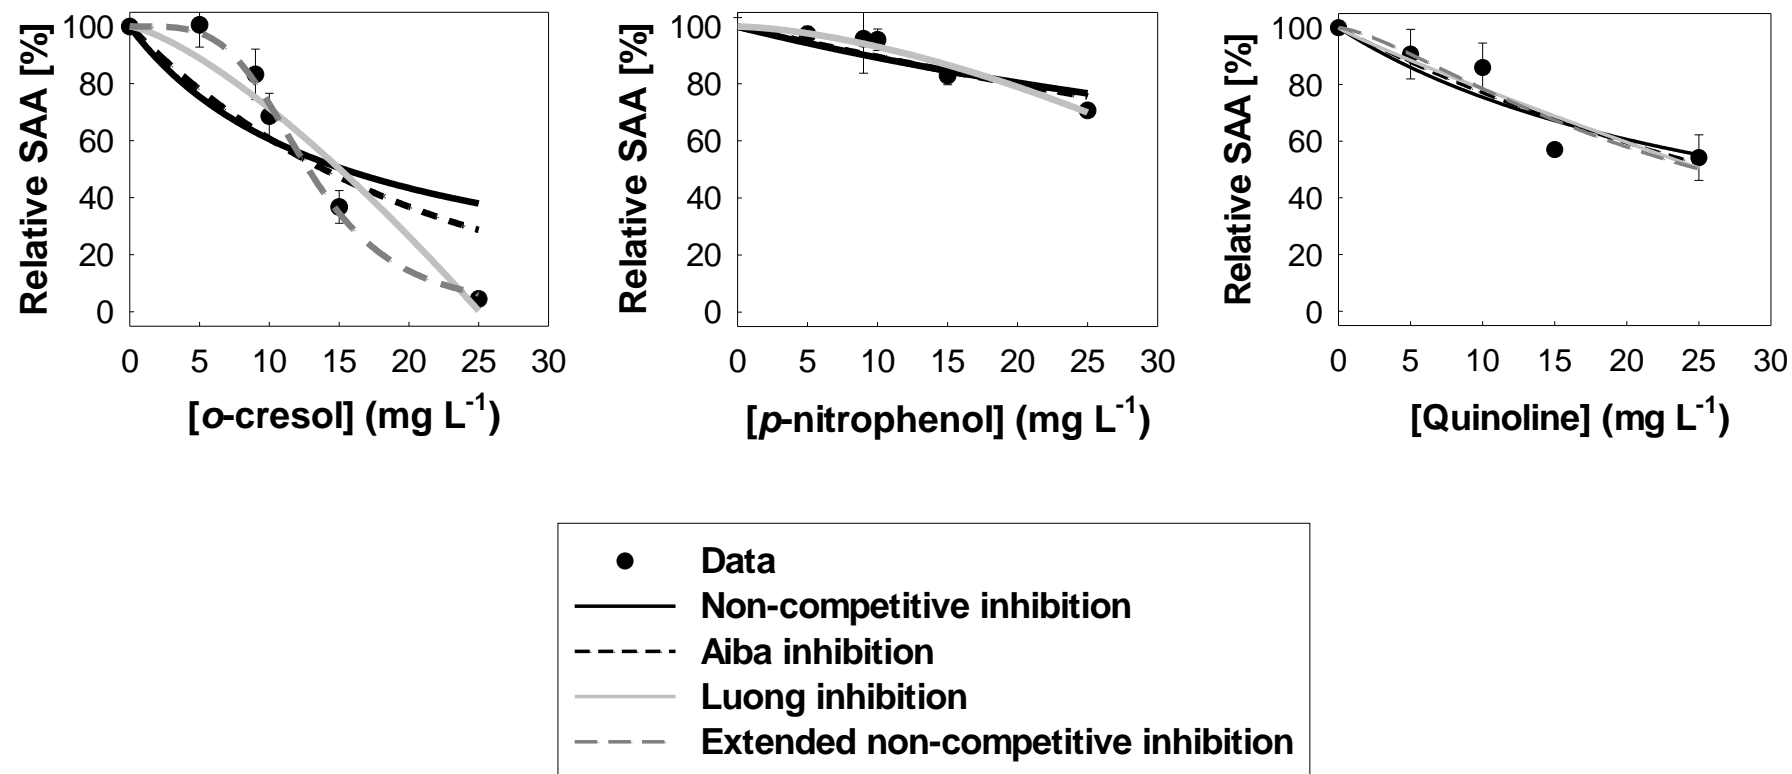 Relative SAA [%]
100
80
60
40
20
0
0 5 10 15 20 25 30
[o-cresol] (mg L-1)
Relative SAA [%]
100
80
60
40
20
0
0 5 10 15 20 25 30
[p-nitrophenol] (mg L-1)
Relative SAA [%]
100
80
60
40
20
0
0 5 10 15 20 25 30
[Quinoline] (mg L-1)
Data
Non-competitive inhibition
Aiba inhibition
Luong inhibition
Extended non-competitive inhibition